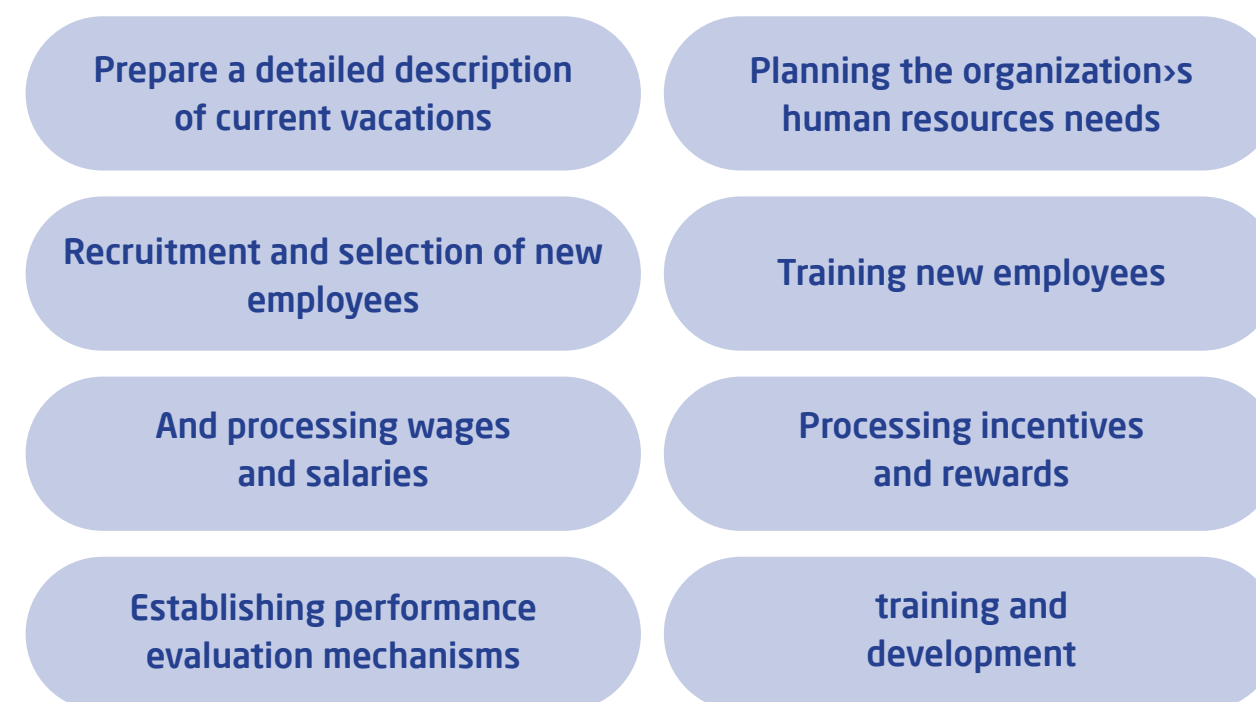 Prepare a detailed description
of current vacations
Planning the organization›s
human resources needs
Recruitment and selection of new
employees
Training new employees
And processing wages
and salaries
Processing incentives
and rewards
Establishing performance
evaluation mechanisms
training and
development